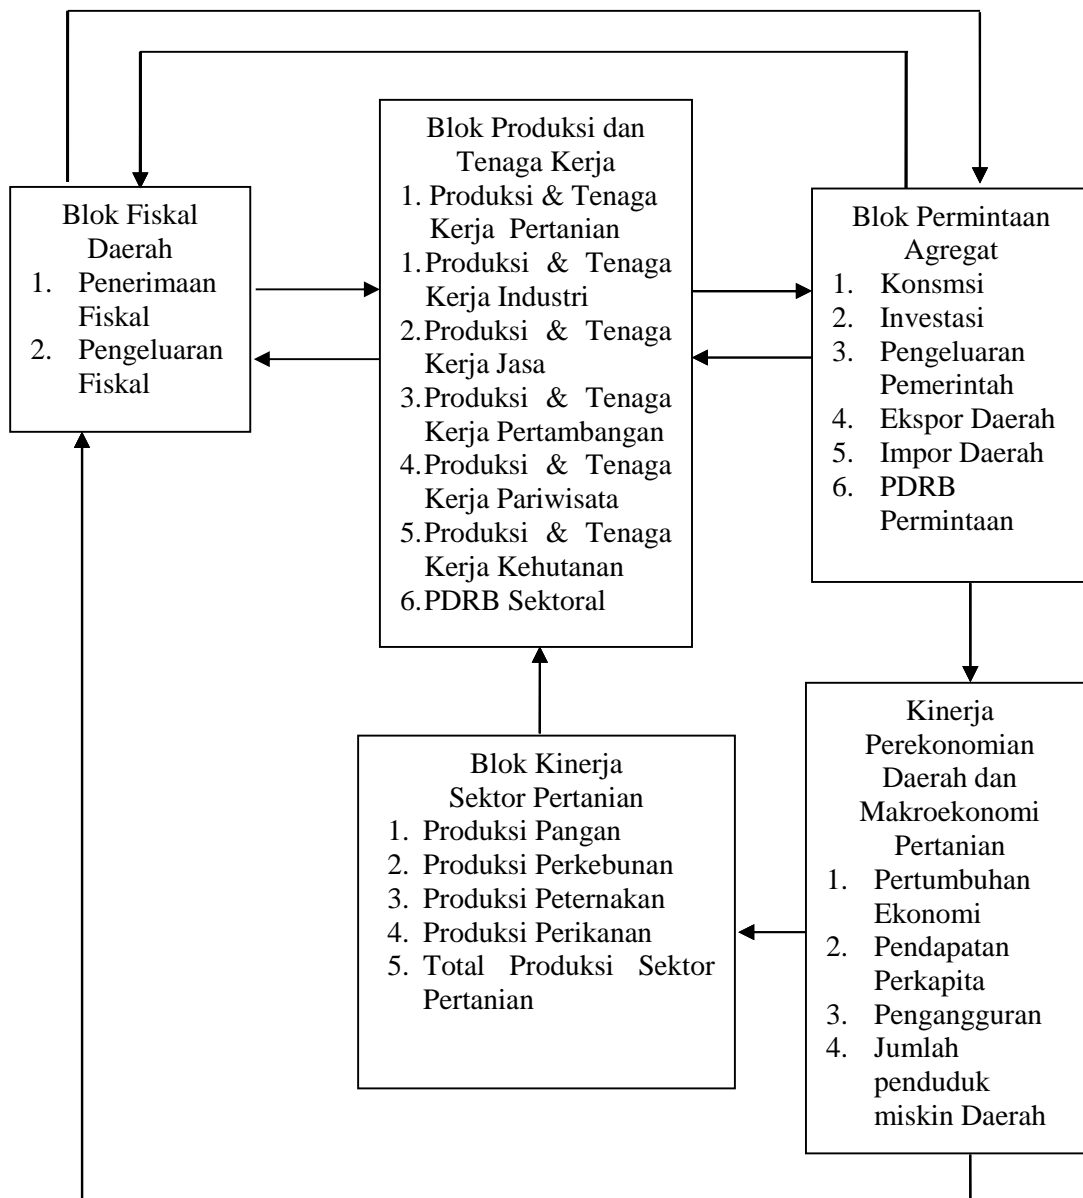 Blok Fiskal
Daerah
1. Penerimaan
Fiskal
2. Pengeluaran
Fiskal
Blok Produksi dan
Tenaga Kerja
1. Produksi & Tenaga
Kerja Pertanian
1. Produksi & Tenaga
Kerja Industri
2. Produksi & Tenaga
Kerja Jasa
3. Produksi & Tenaga
Kerja Pertambangan
4. Produksi & Tenaga
Kerja Pariwisata
5. Produksi & Tenaga
Kerja Kehutanan
6. PDRB Sektoral
Blok Permintaan
Agregat
1. Konsmsi
2. Investasi
3. Pengeluaran
Pemerintah
4. Ekspor Daerah
5. Impor Daerah
6. PDRB
Permintaan
Blok Kinerja
Sektor Pertanian
1. Produksi Pangan
2. Produksi Perkebunan
3. Produksi Peternakan
4. Produksi Perikanan
5. Total Produksi Sektor
Pertanian
Kinerja
Perekonomian
Daerah dan
Makroekonomi
Pertanian
1. Pertumbuhan
Ekonomi
2. Pendapatan
Perkapita
3. Pengangguran
4. Jumlah
penduduk
miskin Daerah